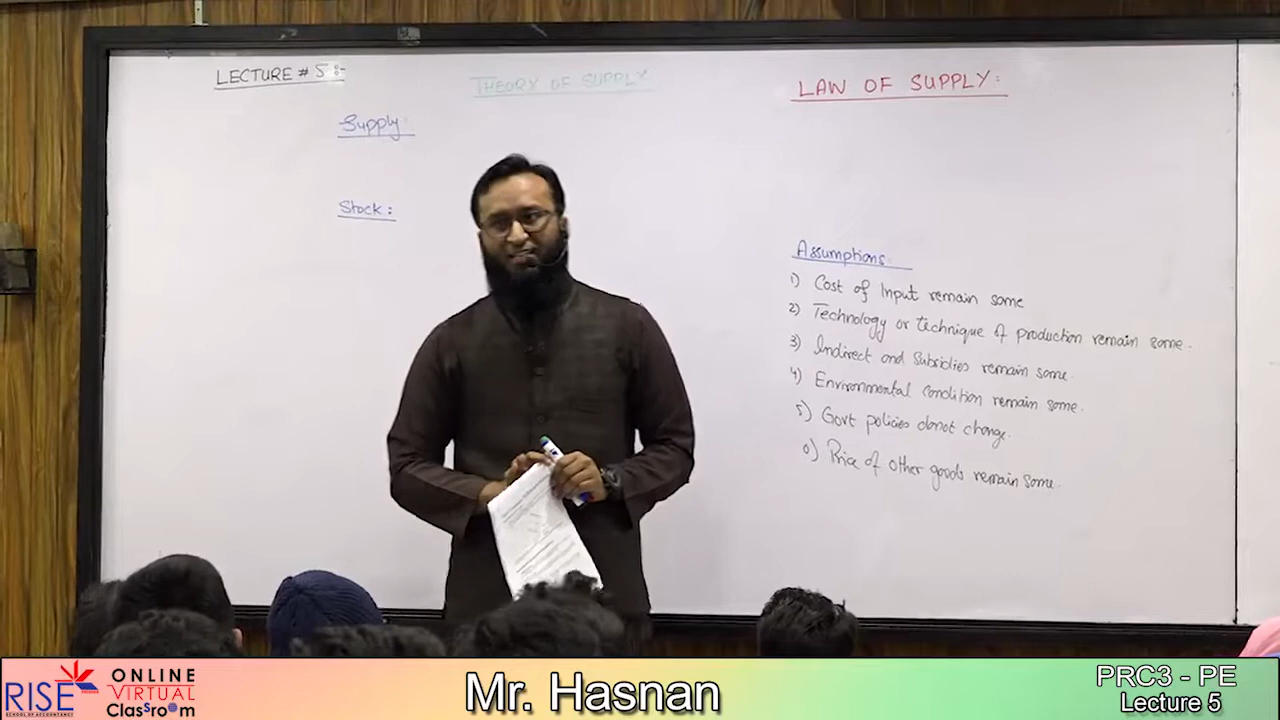 LECTURE # 5 :-
THEORY OF SUPPLY
LAW OF SUPPLY:
Supply:
Stock:
Assumptions
1) Cost of Input remain same
2) Technology or technique of production remain same.
3) Indirect and Subsidies remain same.
4) Environmental condition remain same.
5) Govt policies donot change.
6) Price of other goods remain same.
RISE
SCHOOL OF ACCOUNTANCY
ONLINE
VIRTUAL
Classroom
Mr. Hasnan
PRC3 - PE
Lecture 5